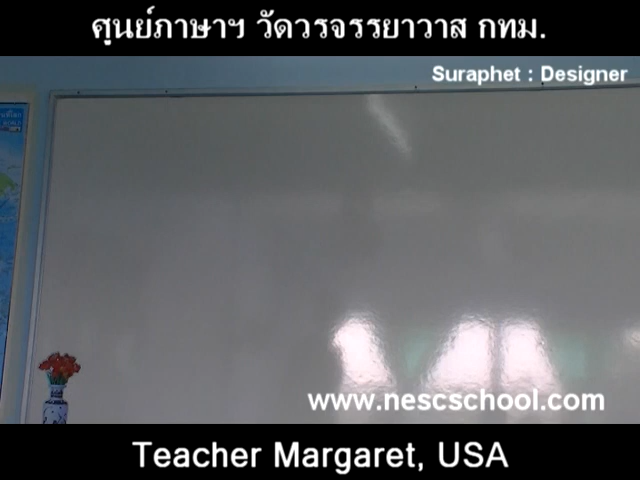 ศูนย์ภาษาฯ วัดวรจรรยาวาส กทม.
Suraphet : Designer
www.nescschool.com
Teacher Margaret, USA